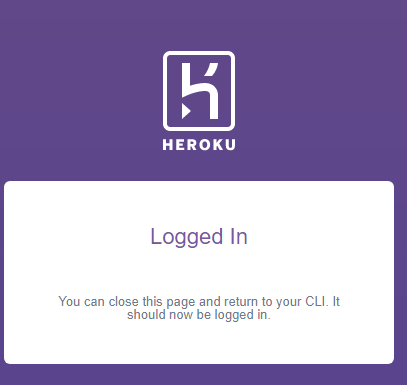 HEROKU
Logged In
You can close this page and return to your CLI. It
should now be logged in.